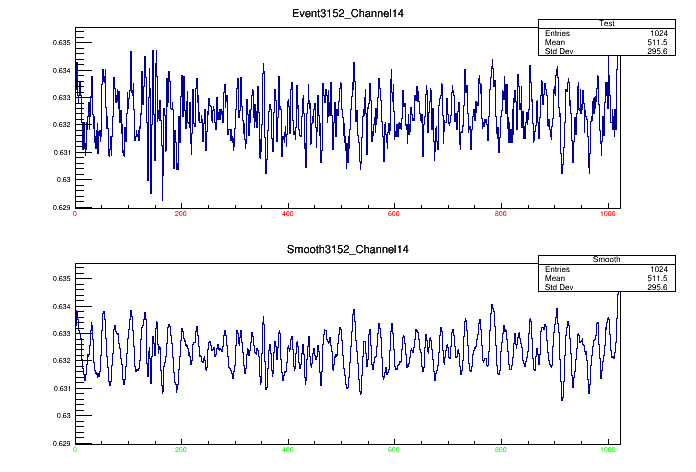 Event3152_Channel14
Test
Entries 1024
Mean 511.5
Std Dev 295.6
0.635
0.634
0.633
0.632
0.631
0.63
0.629
0 200 400 600 800 1000
Smooth3152_Channel14
Smooth
Entries 1024
Mean 511.5
Std Dev 295.6
0.635
0.634
0.633
0.632
0.631
0.63
0.629
0 200 400 600 800 1000